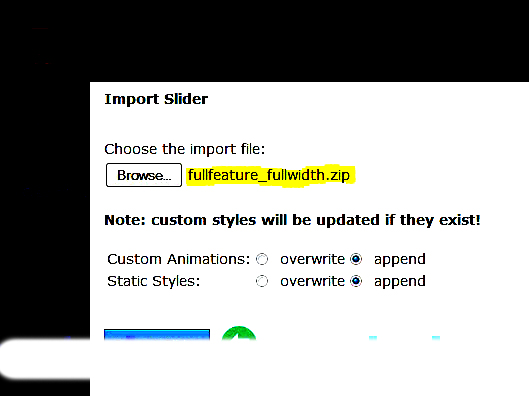 Import Slider
Choose the import file:
Browse... fullfeature_fullwidth.zip
Note: custom styles will be updated if they exist!
Custom Animations: overwrite append
Static Styles: overwrite append